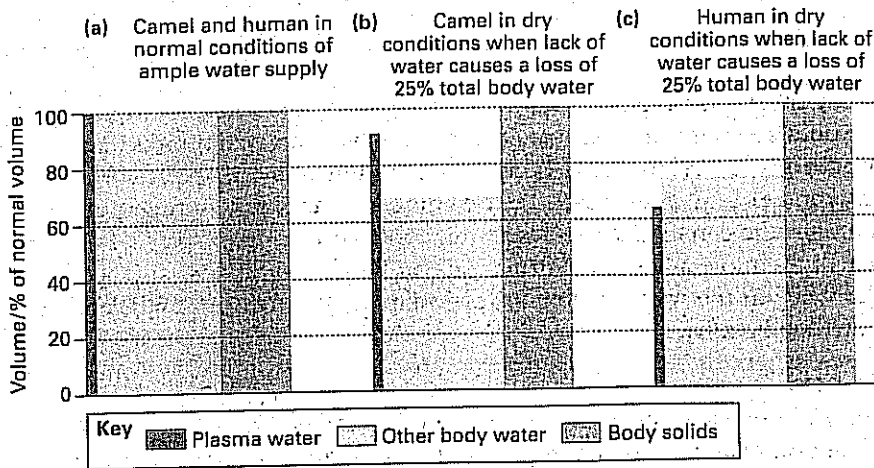 (a) Camel and human in
normal conditions of
ample water supply
(b) Camel in dry
conditions when lack of
water causes a loss of
25% total body water
(c) Human in dry
conditions when lack of
water causes a loss of
25% total body water
Volume/% of normal volume
100
80
60
40
20
0
Key Plasma water Other body water Body solids